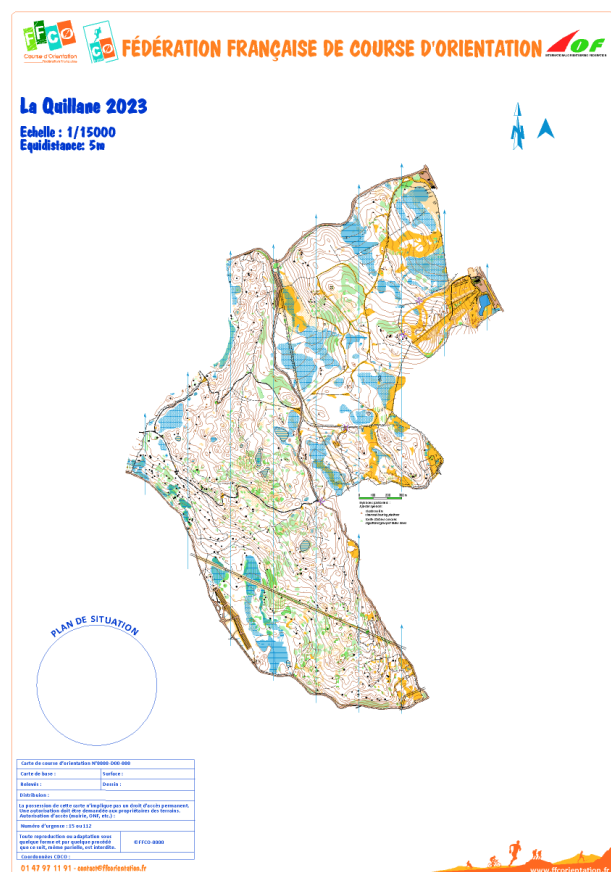 FFCO
Course d'Orientation
FÉDÉRATION FRANÇAISE DE COURSE D'ORIENTATION
OF
La Quillane 2023
Echelle : 1/15000
Equidistance: 5m
PLAN DE SITUATION
Carte de course d'orientation N°0000-D00-000
Carte de base :
Surface :
Relevés :
Dessin :
Distribuion :
La possession de cette carte n'implique pas un droit d'accès permanent.
Une autorisation doit être demandée aux propriétaires des terrains.
Autorisation d'accès (mairie, ONF, etc.) :
Numéro d'urgence : 15 ou 112
Toute reproduction ou adaptation sous
quelque forme et par quelque procédé
que ce soit, même parielle, est interdite.
©FFCO-0000
Coordonnées CDCO :
01 47 97 11 91 - contact@ffcorientation.fr
www.ffcorientation.fr